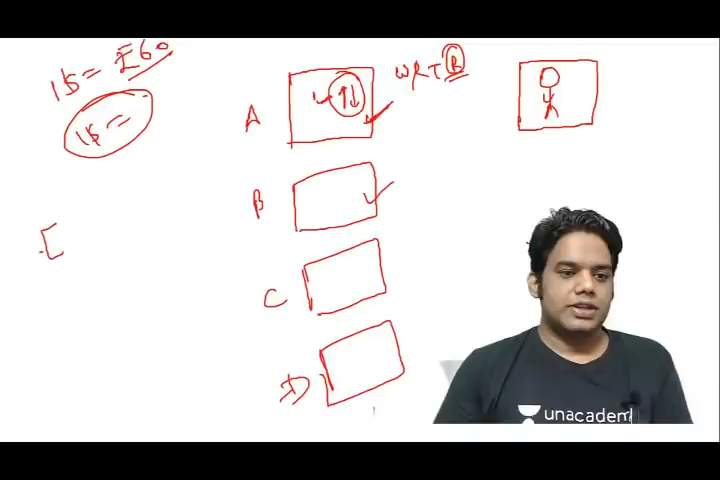 1$ = ₹60
1$ =
A
↑↓
WRT B
B
[
C
D
unacadem